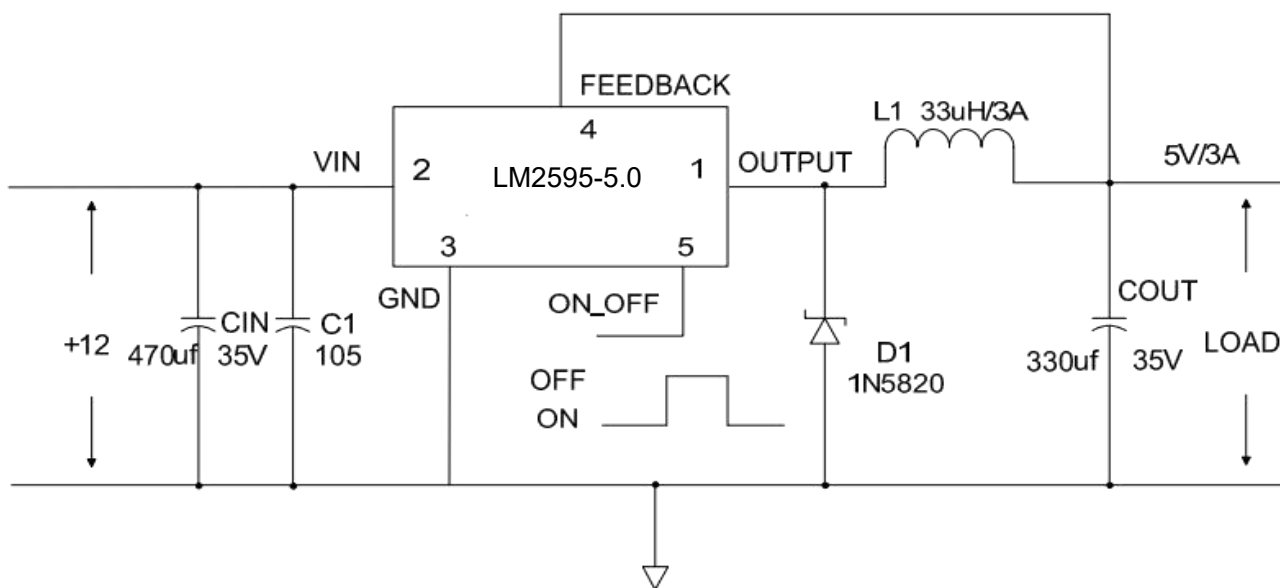 FEEDBACK
4
L1 33uH/3A
VIN
2
LM2595-5.0
1
OUTPUT
5V/3A
3
5
GND
ON_OFF
+12
CIN
470uf 35V
C1
105
OFF
ON
D1
1N5820
COUT
330uf 35V
LOAD